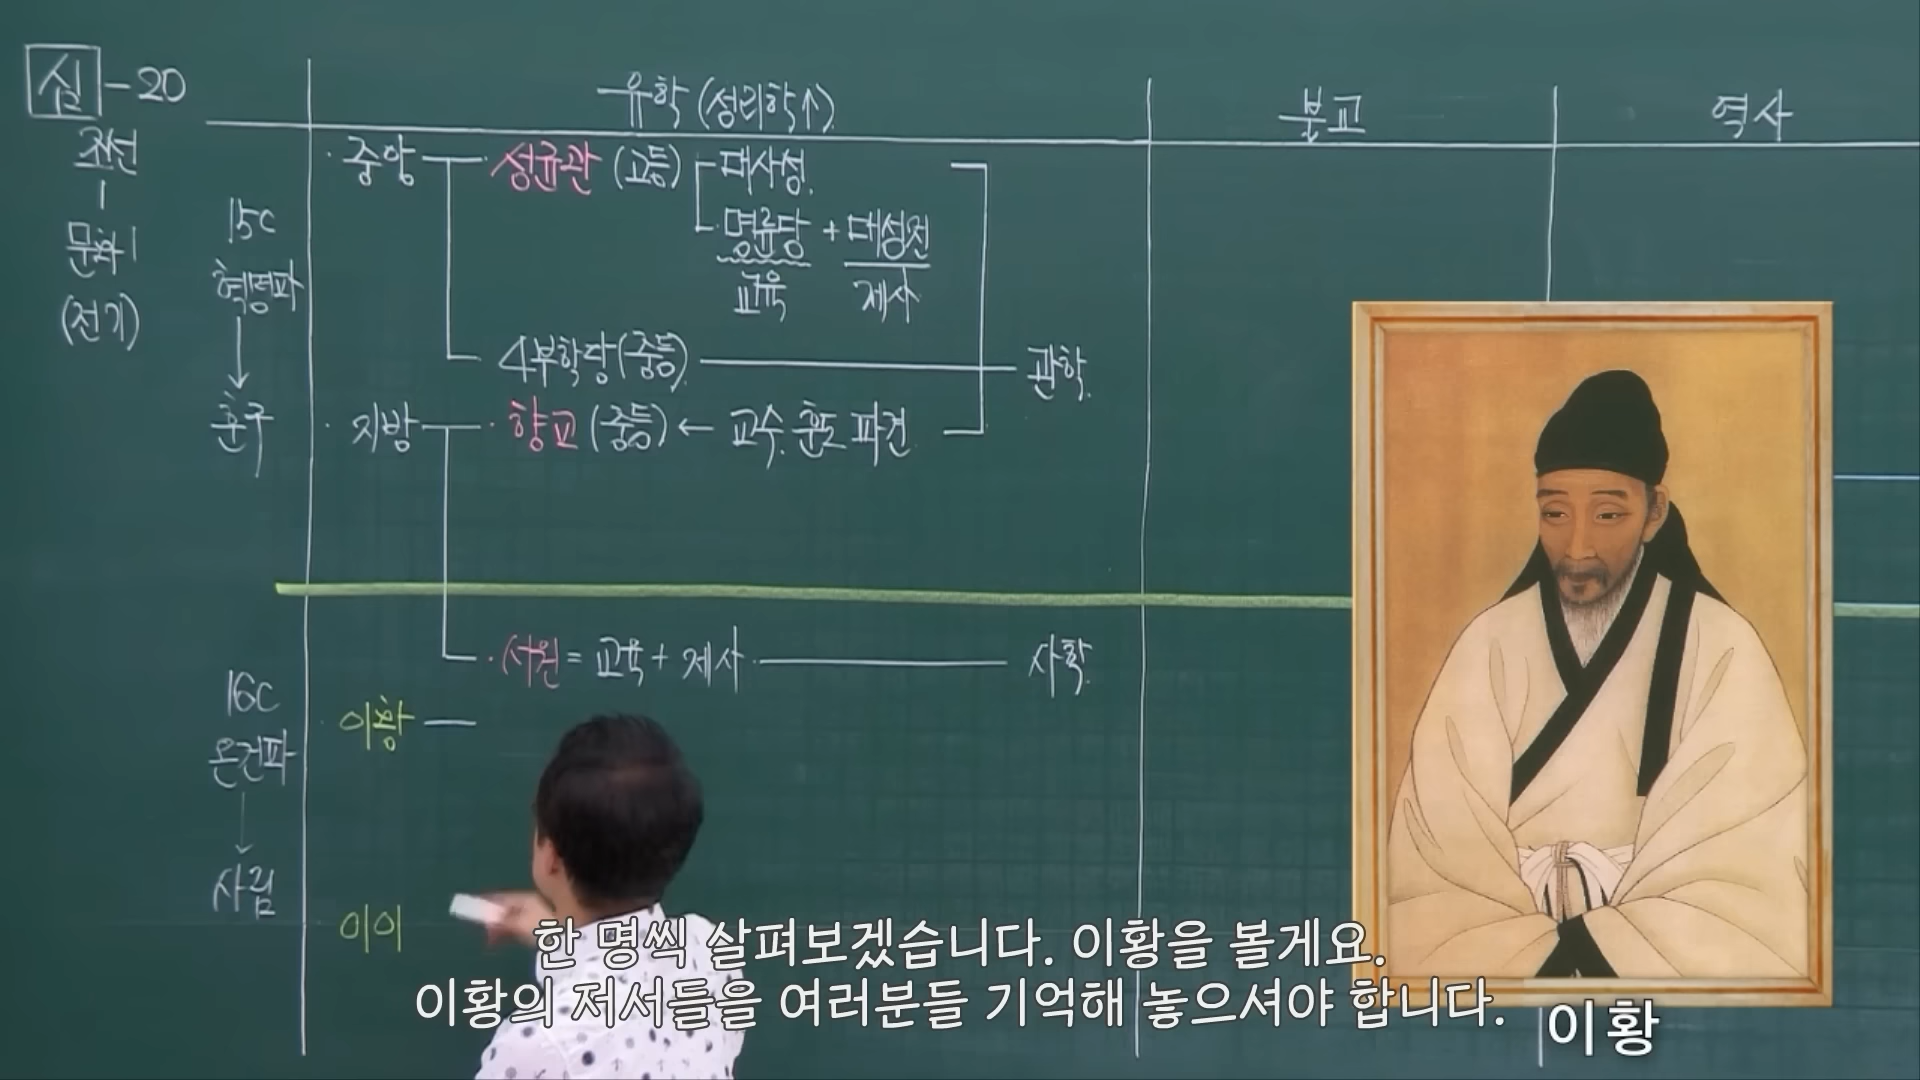 심 - 20
조선
문화1
(전기)
유학 (성리학↑)
불교
역사
15C
혁명파
↓
훈구
· 중앙 · 성균관 (고등) 대사성.
명륜당 + 대성전
교육 제사
4부학당 (중등)
관학.
· 지방 · 향교 (중등) ← 교수. 훈도 파견
· 서원 = 교육 + 제사. 사학.
16C
온건파
↓
사림
이황 —
이이
한 명씩 살펴보겠습니다. 이황을 볼게요.
이황의 저서들을 여러분들 기억해 놓으셔야 합니다.
이황